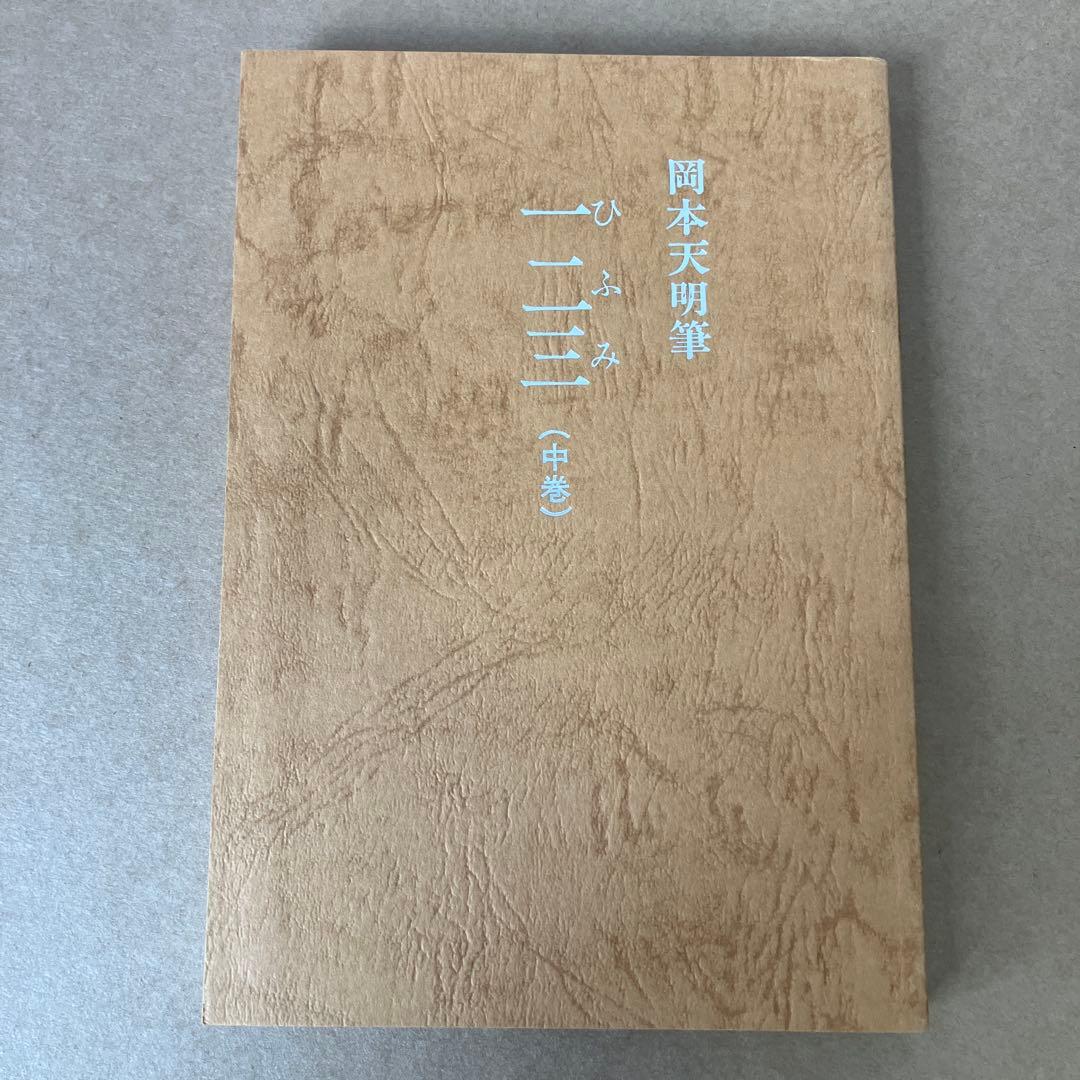 岡本天明筆
一二三
ひふみ
(中巻)